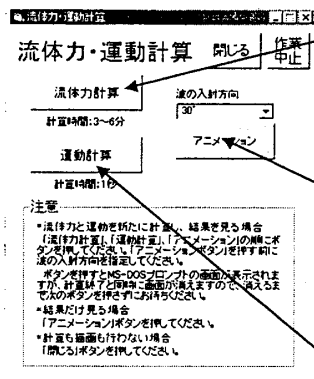 流体力・運動計算
流体力・運動計算 閉じる 作業中止
流体力計算
波の入射方向
30°
計算時間:3~6分
アニメーション
運動計算
計算時間:1秒
注意
*流体力と運動を新たに計算し、結果を見る場合
「流体力計算」、「運動計算」、「アニメーション」の順にボ
タンを押してください。「アニメーションボタン」を押す前に
波の入射方向を指定してください。
ボタンを押すとMS-DOSプロンプトの画面が表示されま
すが、計算終了と同時に画面が消えますので、消えるま
で次のボタンを押さずにお待ちください。
*結果だけ見る場合
「アニメーション」ボタンを押してください。
*計算も描画も行わない場合
「閉じる」ボタンを押してください。